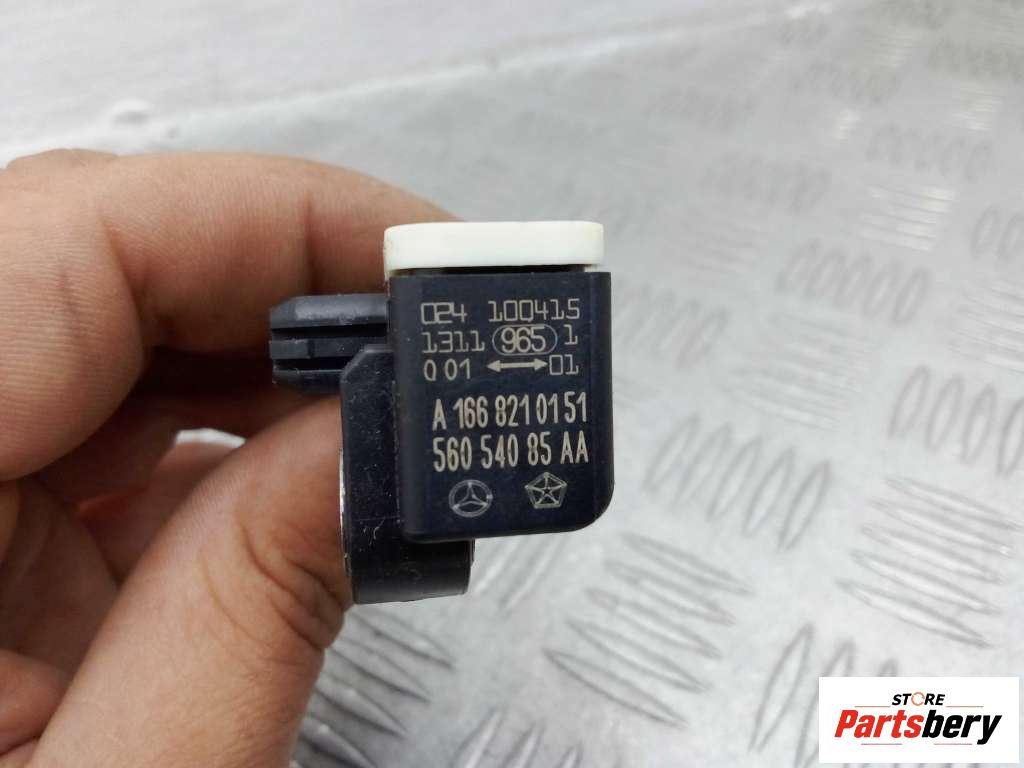 024 100415
1311 965 1
0 01 ↔ 01
A 166 821 01 51
560 540 85 AA
STORE
Partsbery